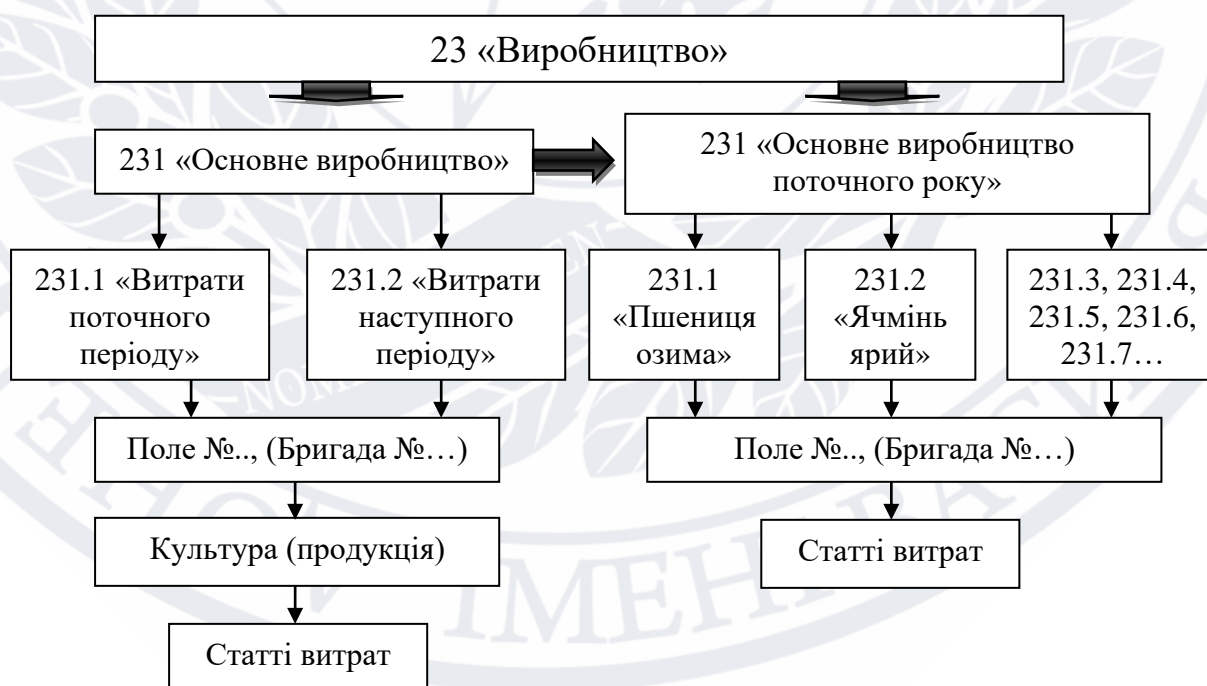 23 «Виробництво»
231 «Основне виробництво»
231 «Основне виробництво
поточного року»
231.1 «Витрати
поточного
періоду»
231.2 «Витрати
наступного
періоду»
231.1
«Пшениця
озима»
231.2
«Ячмінь
ярий»
231.3, 231.4,
231.5, 231.6,
231.7…
Поле №.., (Бригада №…)
Поле №.., (Бригада №…)
Культура (продукція)
Статті витрат
Статті витрат
ІМЕНІ